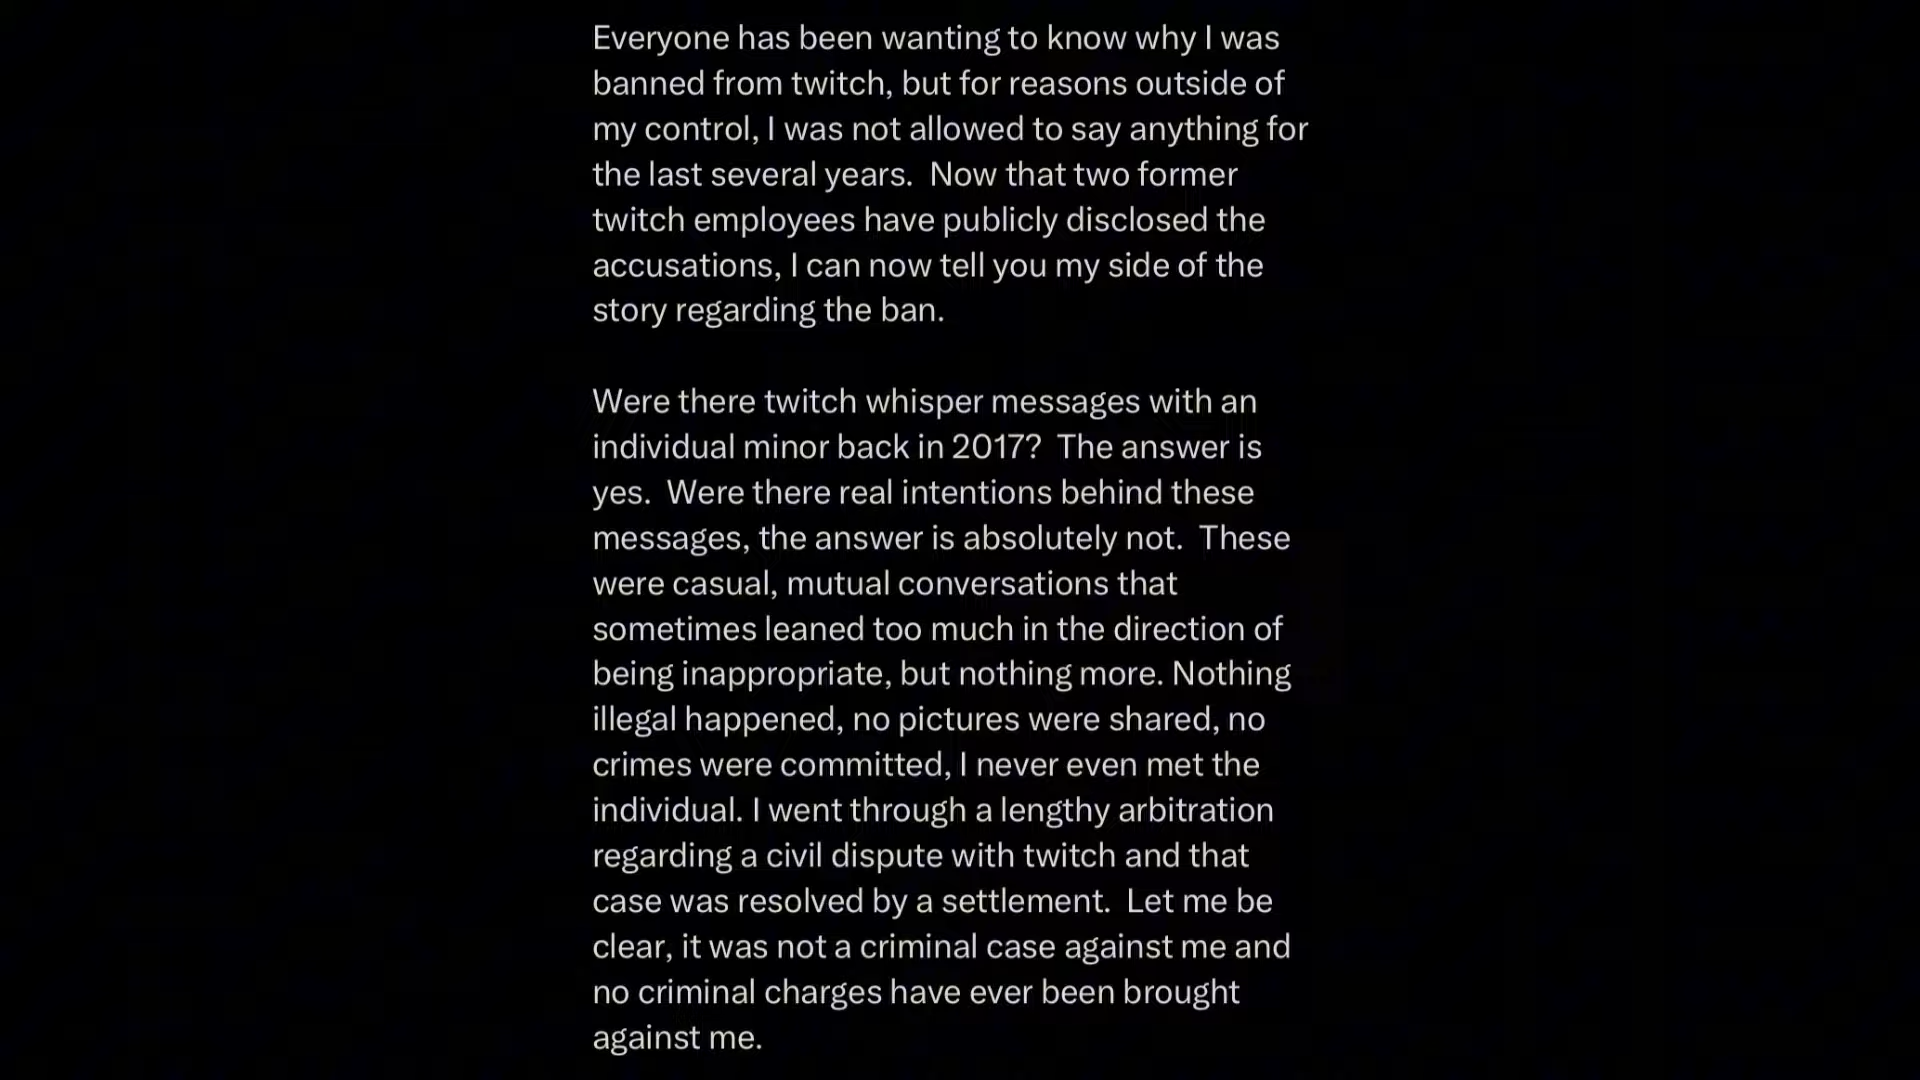 Everyone has been wanting to know why I was
banned from twitch, but for reasons outside of
my control, I was not allowed to say anything for
the last several years.  Now that two former
twitch employees have publicly disclosed the
accusations, I can now tell you my side of the
story regarding the ban.
Were there twitch whisper messages with an
individual minor back in 2017?  The answer is
yes.  Were there real intentions behind these
messages, the answer is absolutely not.  These
were casual, mutual conversations that
sometimes leaned too much in the direction of
being inappropriate, but nothing more. Nothing
illegal happened, no pictures were shared, no
crimes were committed, I never even met the
individual. I went through a lengthy arbitration
regarding a civil dispute with twitch and that
case was resolved by a settlement.  Let me be
clear, it was not a criminal case against me and
no criminal charges have ever been brought
against me.